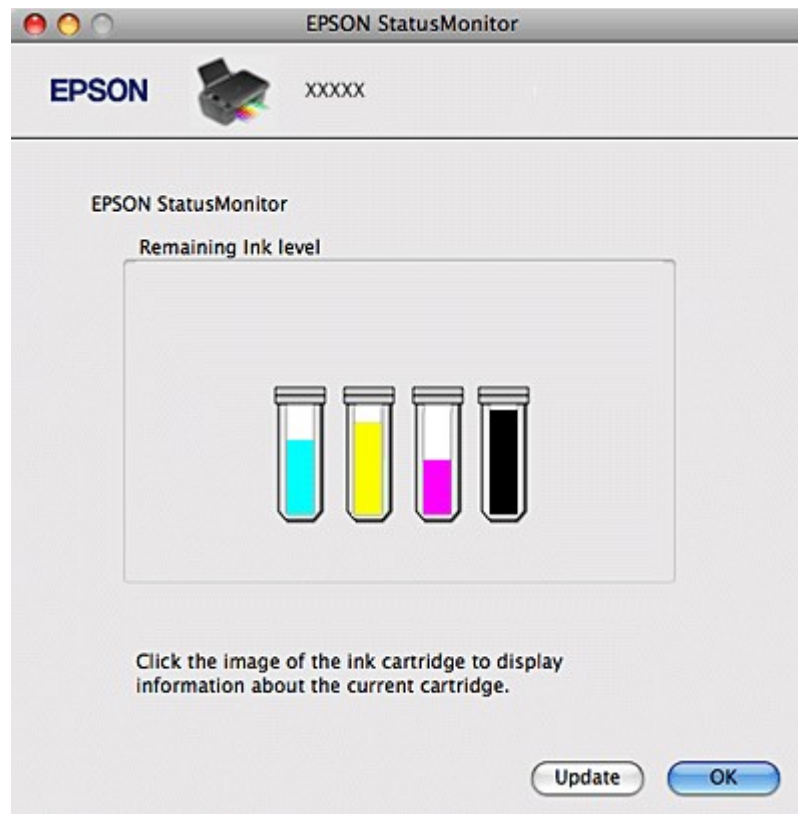 EPSON StatusMonitor
EPSON XXXXX
EPSON StatusMonitor
Remaining Ink level
Click the image of the ink cartridge to display
information about the current cartridge.
Update OK